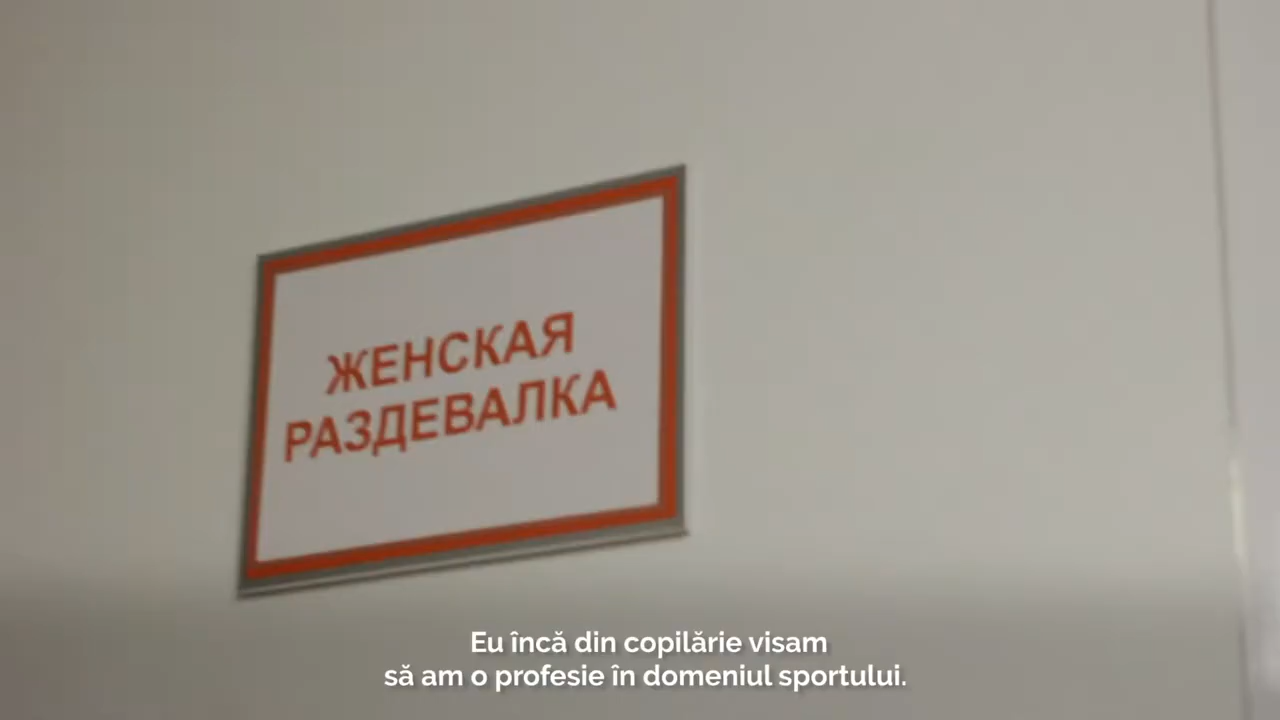 ЖЕНСКАЯ
РАЗДЕВАЛКА
Eu încă din copilărie visam
să am o profesie în domeniul sportului.